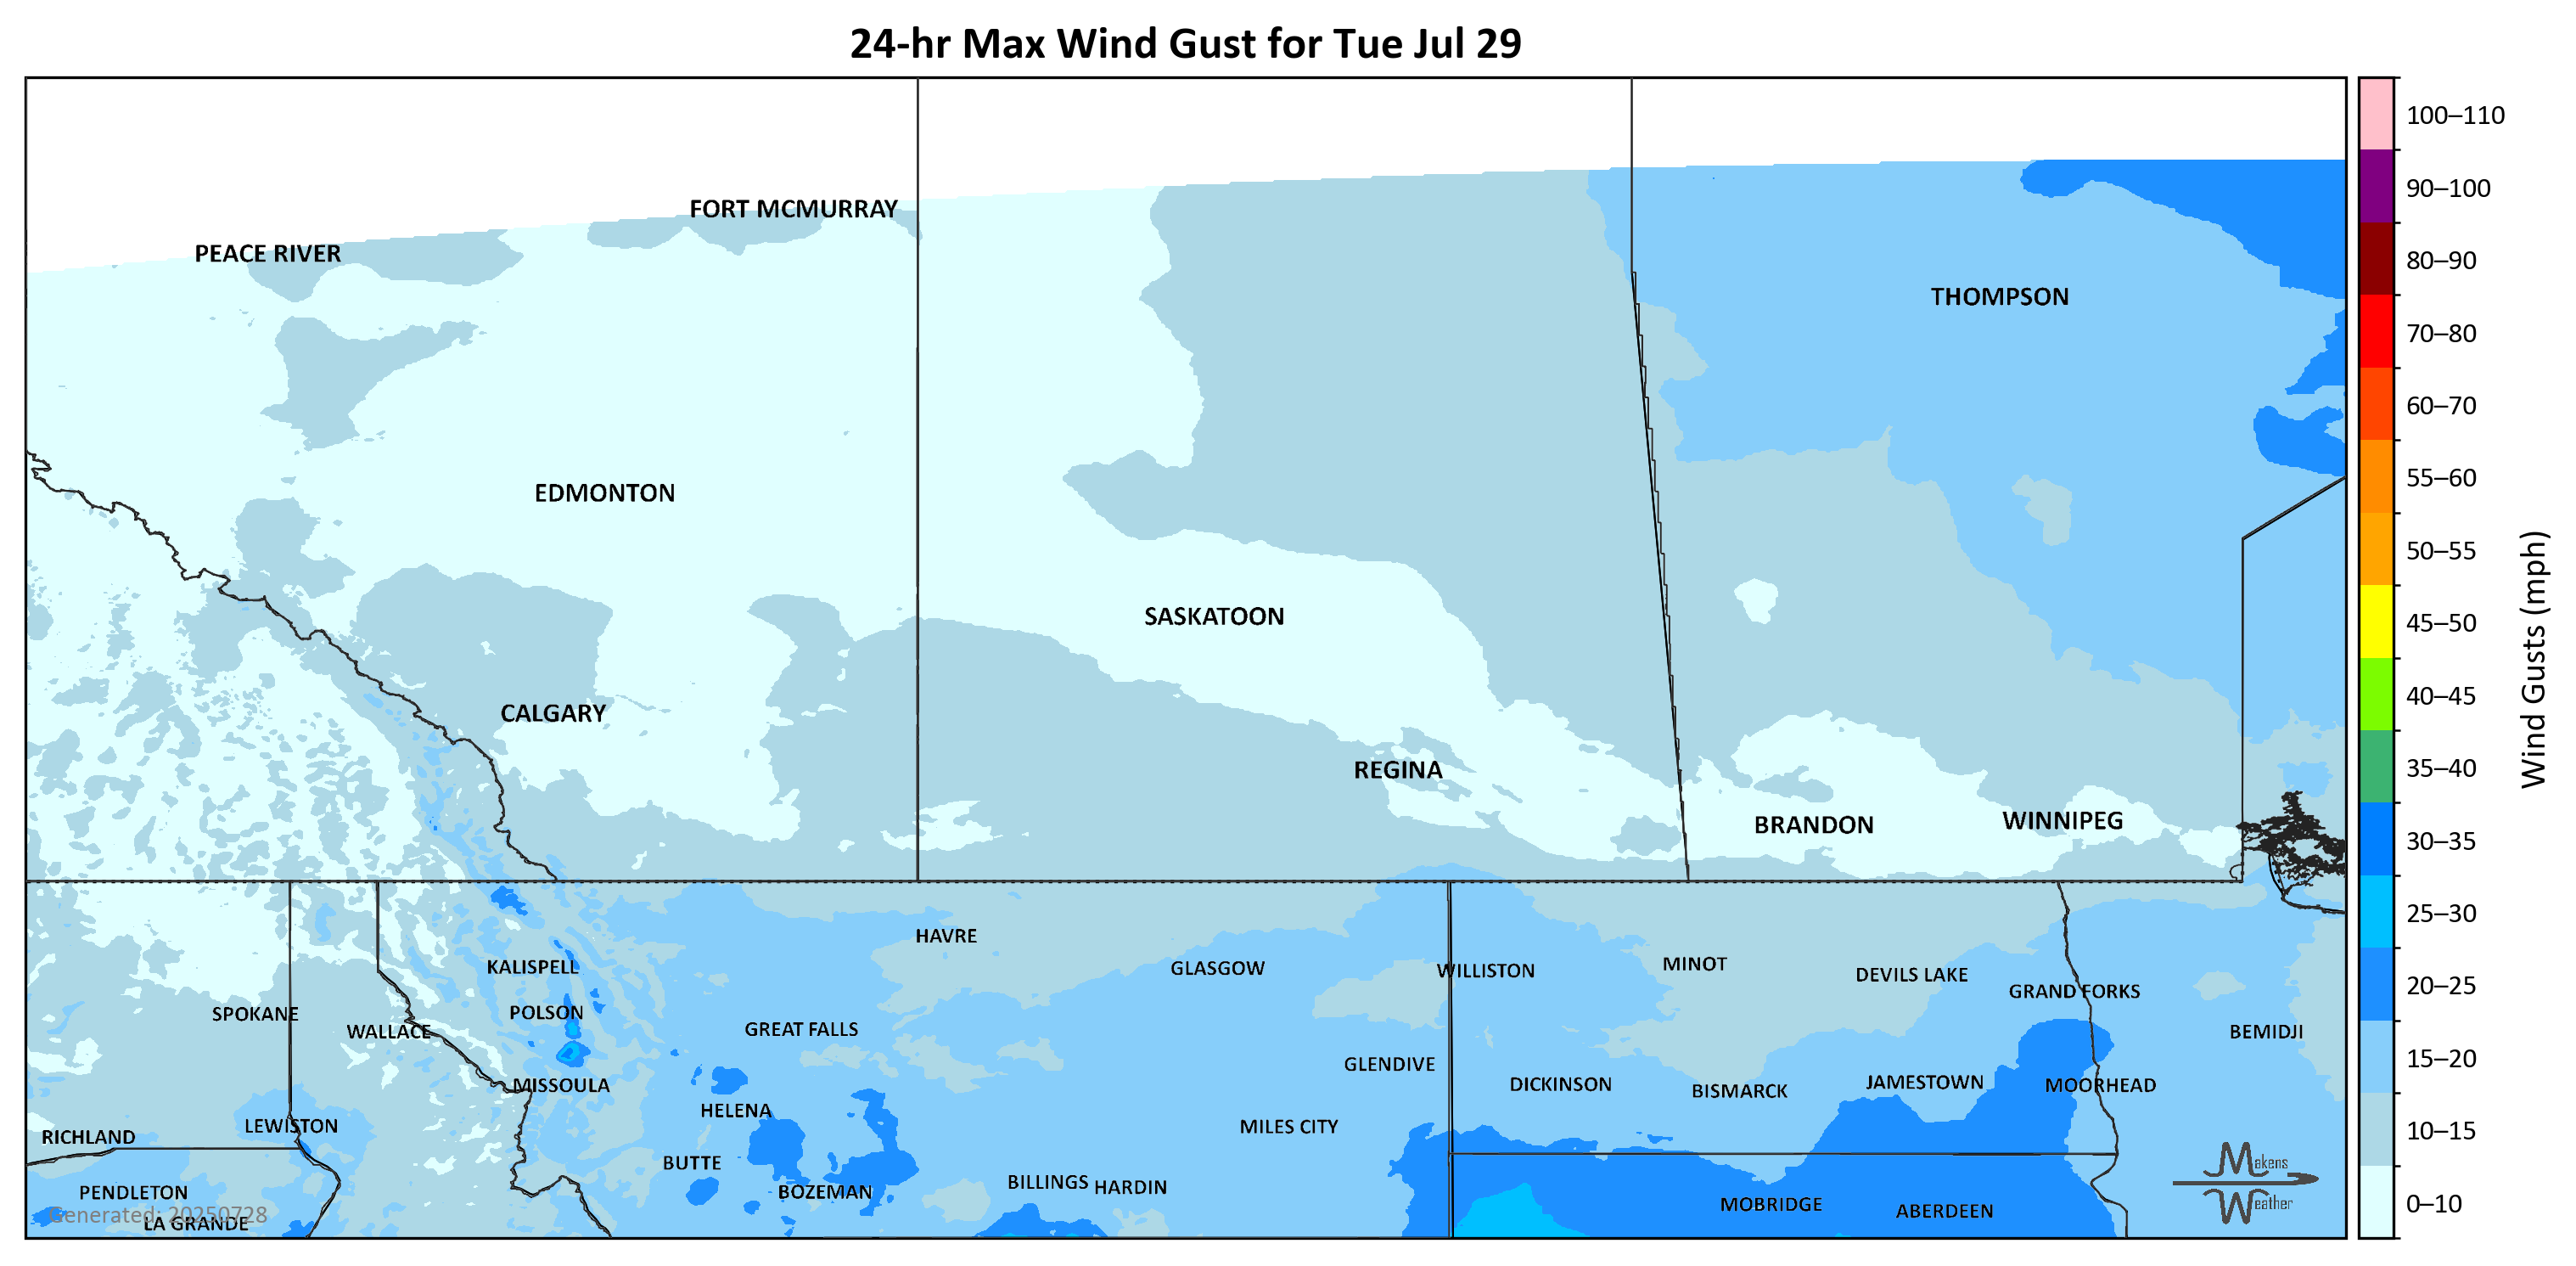 24-hr Max Wind Gust for Tue Jul 29
FORT MCMURRAY
PEACE RIVER
THOMPSON
EDMONTON
SASKATOON
CALGARY
REGINA
BRANDON
WINNIPEG
HAVRE
KALISPELL
GLASGOW
WILLISTON
MINOT
DEVILS LAKE
GRAND FORKS
SPOKANE
POLSON
WALLACE
GREAT FALLS
BEMIDJI
GLENDIVE
MISSOULA
DICKINSON
BISMARCK
JAMESTOWN
MOORHEAD
HELENA
LEWISTON
MILES CITY
RICHLAND
BUTTE
PENDLETON
BOZEMAN
BILLINGS
HARDIN
MOBRIDGE
ABERDEEN
Generated: 20250728
LA GRANDE
Makens
Weather
100–110
90–100
80–90
70–80
60–70
55–60
50–55
45–50
40–45
35–40
30–35
25–30
20–25
15–20
10–15
0–10
Wind Gusts (mph)